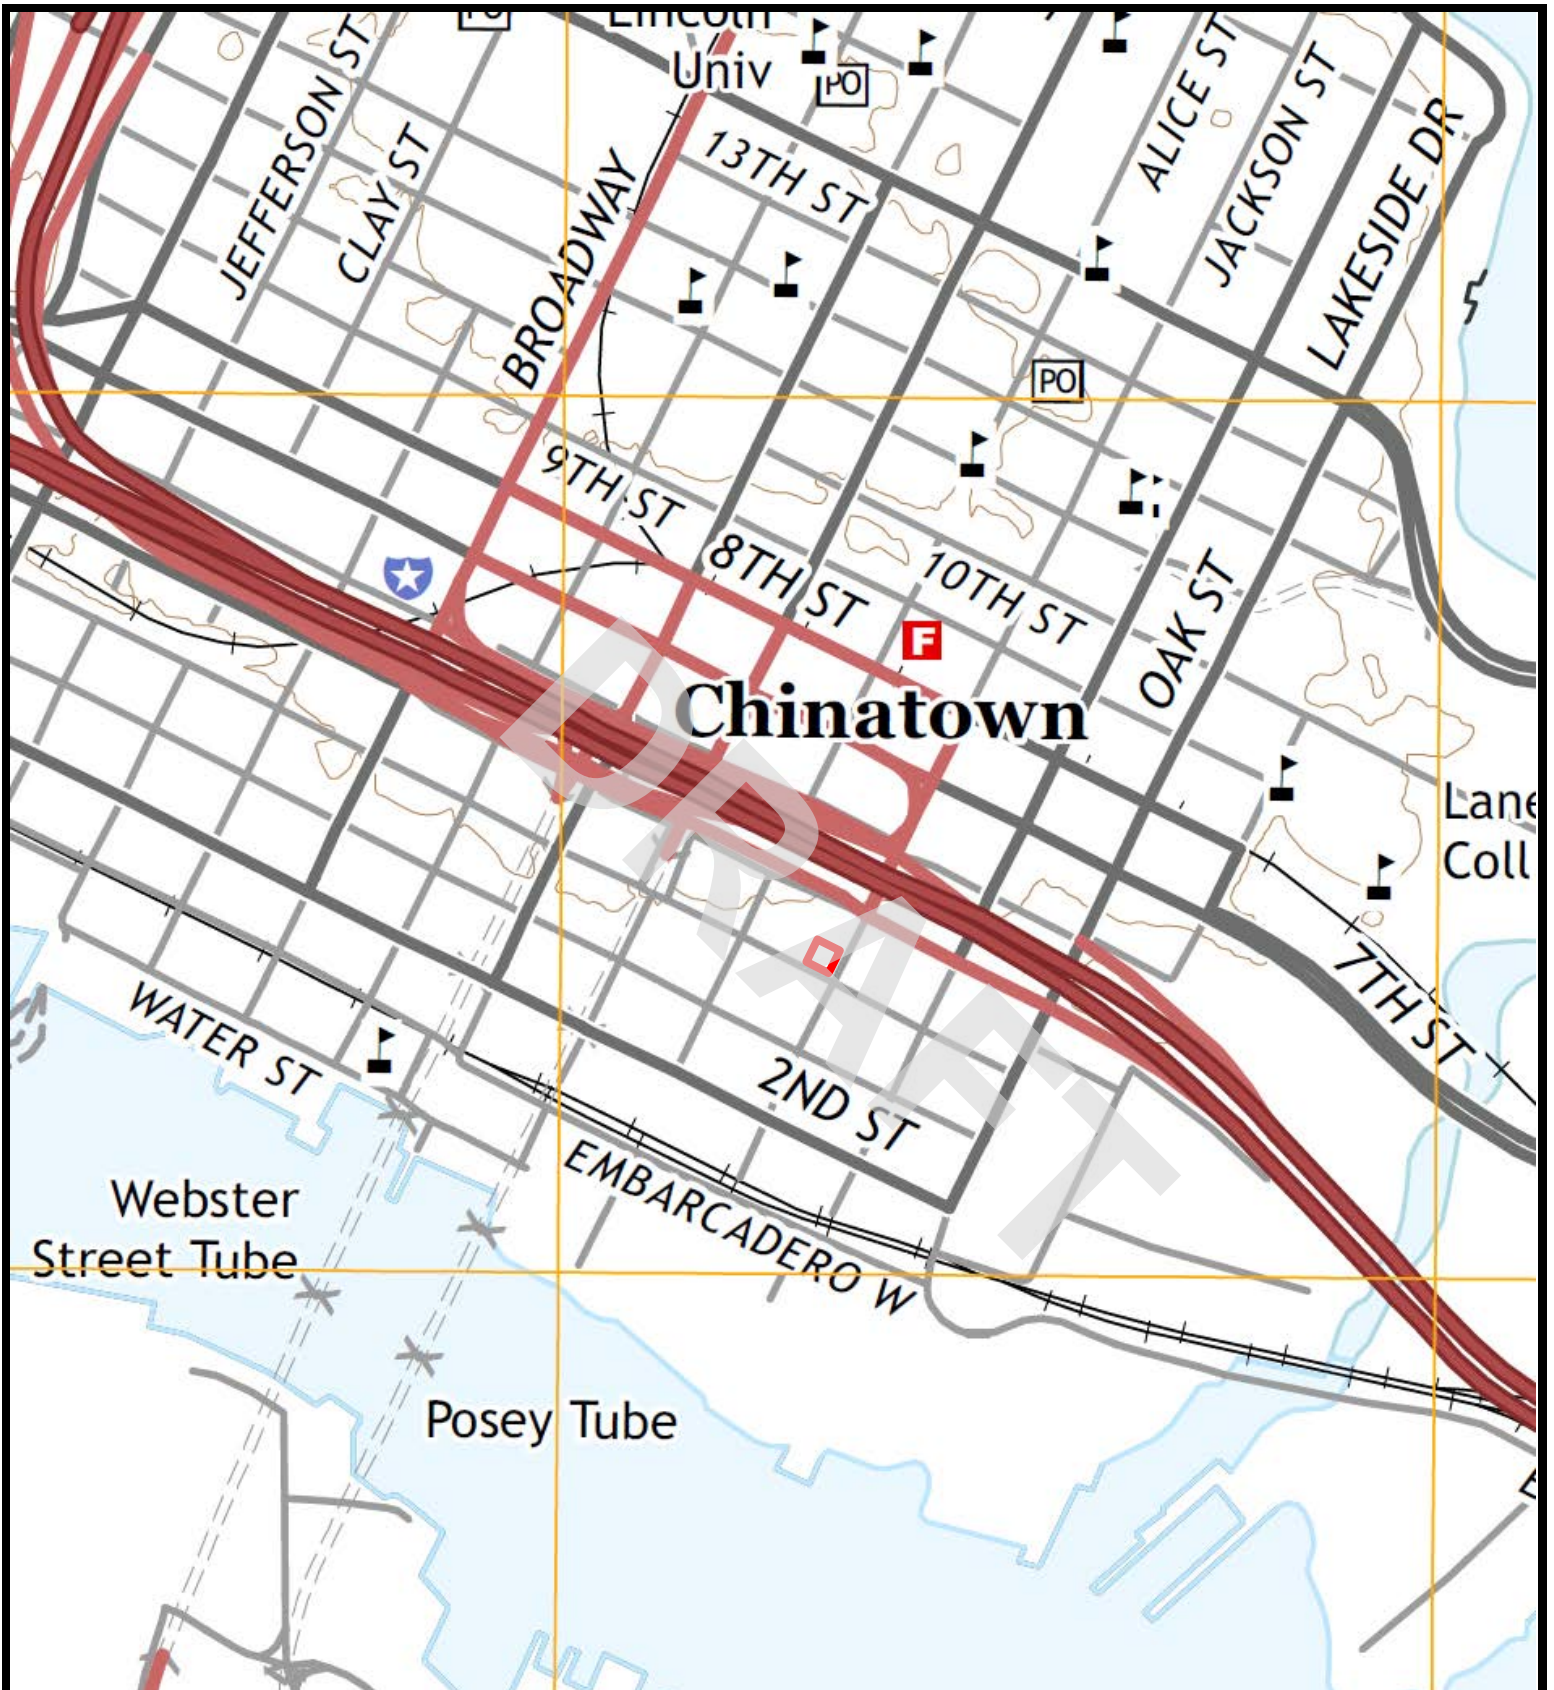 Lincoln
Univ
PO
JEFFERSON ST
CLAY ST
BROADWAY
13TH ST
ALICE ST
JACKSON ST
LAKESIDE DR
PO
9TH ST
8TH ST
10TH ST
OAK ST
F
Chinatown
Lane
Coll
7TH ST
WATER ST
2ND ST
EMBARCADERO W
Webster
Street Tube
Posey Tube
DRAFT